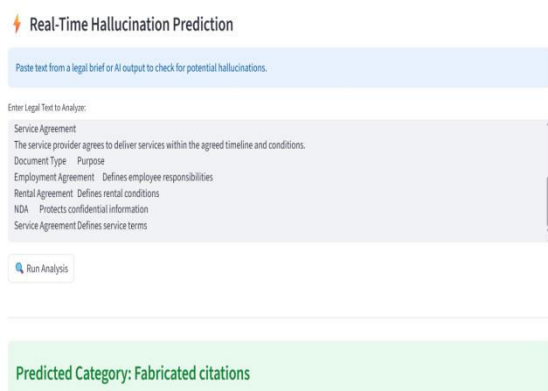 Real-Time Hallucination Prediction
Paste text from a legal brief or AI output to check for potential hallucinations.
Enter Legal Text to Analyze:
Service Agreement
The service provider agrees to deliver services within the agreed timeline and conditions.
Document Type Purpose
Employment Agreement Defines employee responsibilities
Rental Agreement Defines rental conditions
NDA Protects confidential information
Service Agreement Defines service terms
Run Analysis
Predicted Category: Fabricated citations